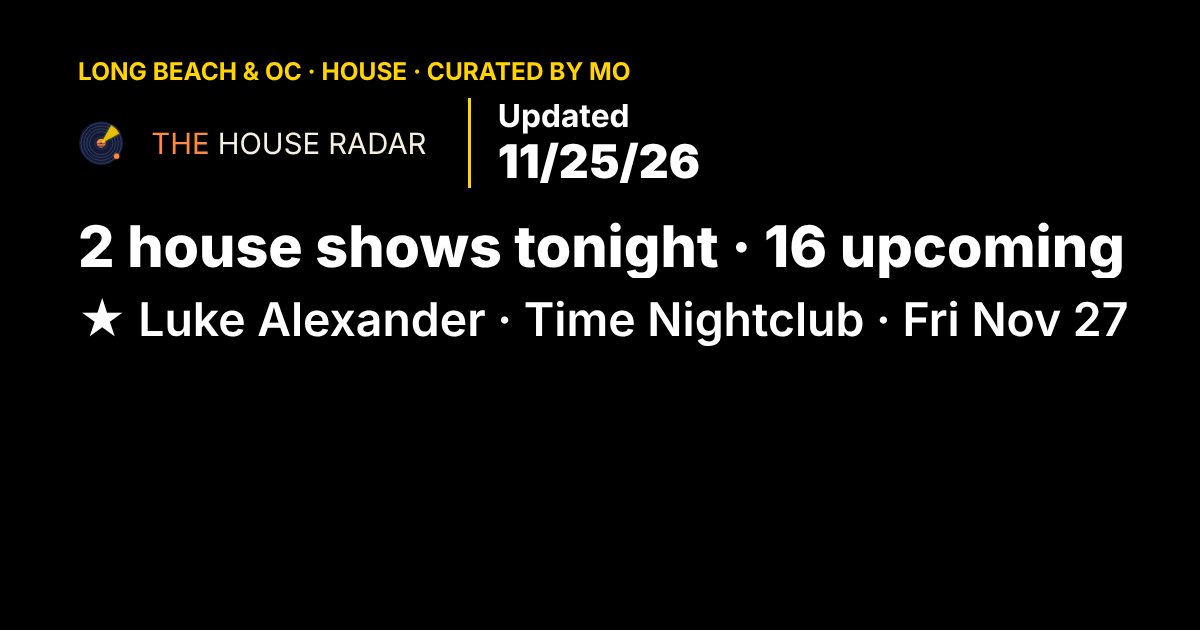 LONG BEACH & OC · HOUSE · CURATED BY MO
THE HOUSE RADAR
Updated
11/25/26
2 house shows tonight · 16 upcoming
★ Luke Alexander · Time Nightclub · Fri Nov 27